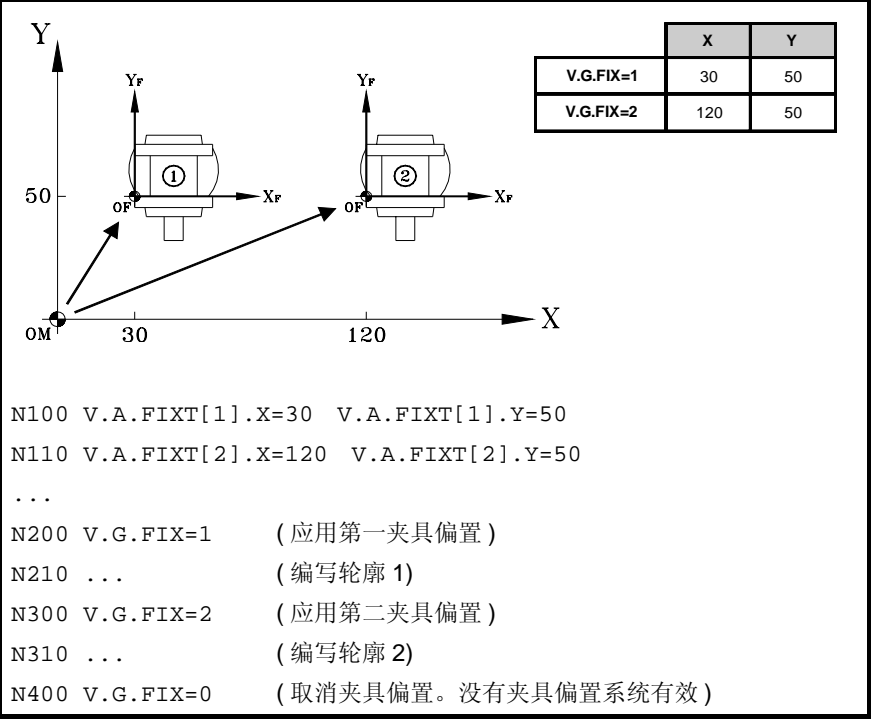 Y
X Y
V.G.FIX=1 30 50
V.G.FIX=2 120 50
YF YF
1 2
50
OF XF OF XF
OM 30 120 X
N100 V.A.FIXT[1].X=30 V.A.FIXT[1].Y=50
N110 V.A.FIXT[2].X=120 V.A.FIXT[2].Y=50
...
N200 V.G.FIX=1 (应用第一夹具偏置)
N210 ... (编写轮廓 1)
N300 V.G.FIX=2 (应用第二夹具偏置)
N310 ... (编写轮廓 2)
N400 V.G.FIX=0 (取消夹具偏置。没有夹具偏置系统有效)